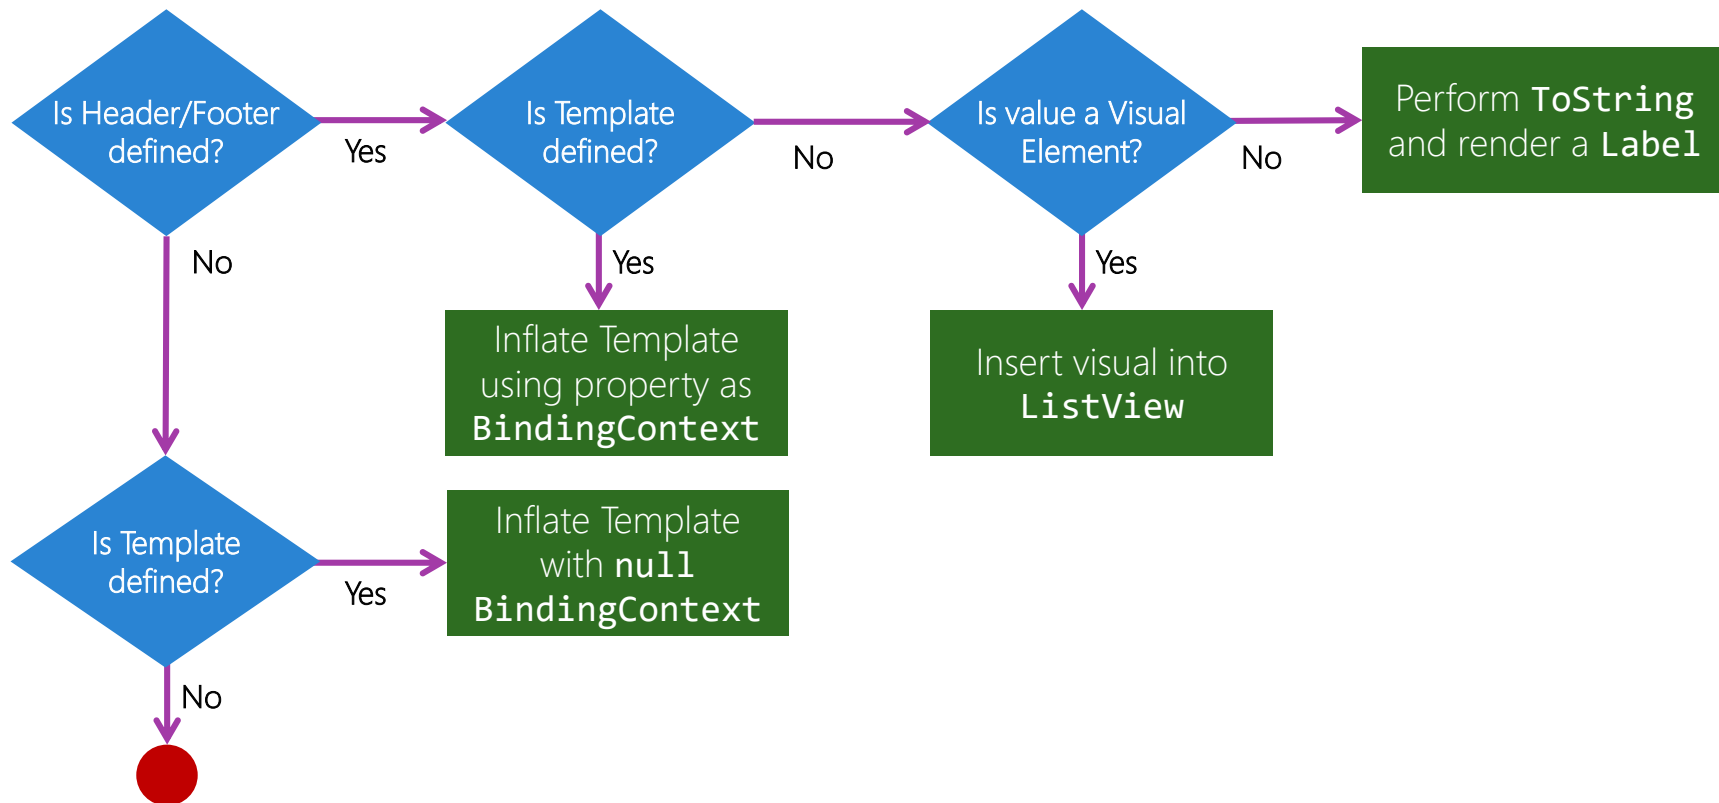 Is Header/Footer
defined?
Yes
Is Template
defined?
No
Is value a Visual
Element?
No
Perform ToString
and render a Label
No
Yes
Yes
Inflate Template
using property as
BindingContext
Insert visual into
ListView
Is Template
defined?
Yes
Inflate Template
with null
BindingContext
No